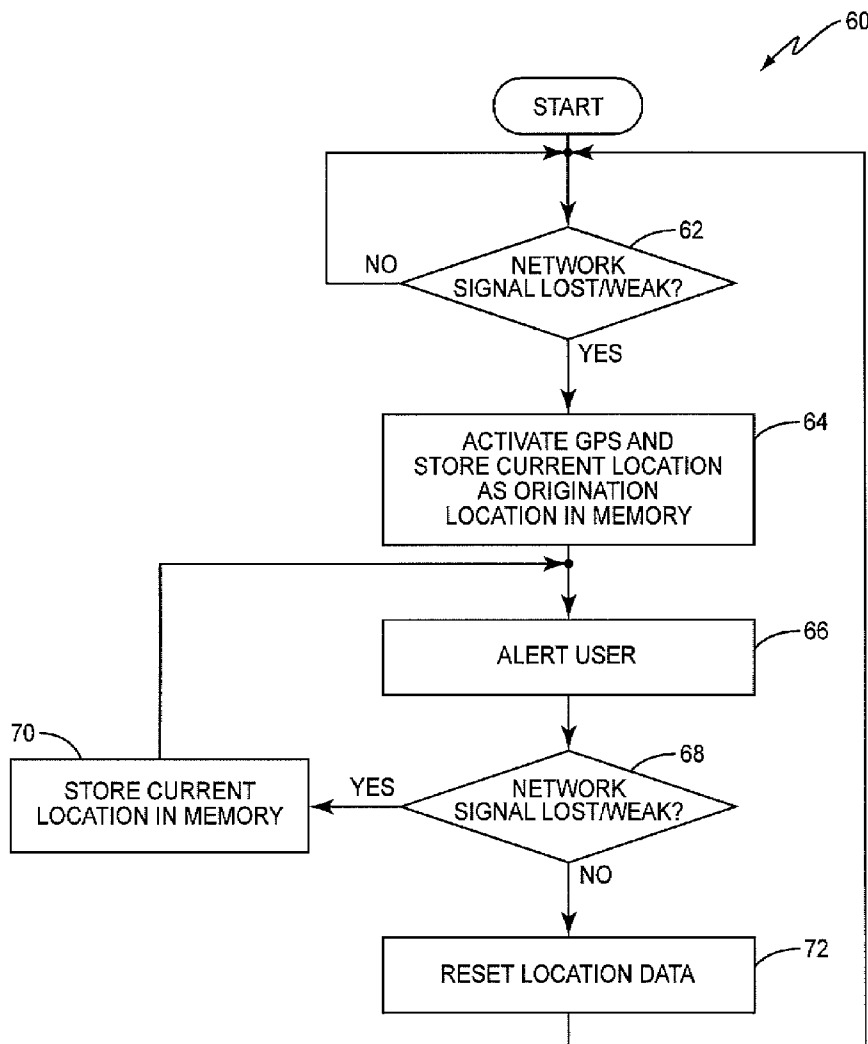 60
START
62
NO
NETWORK
SIGNAL LOST/WEAK?
YES
64
ACTIVATE GPS AND
STORE CURRENT LOCATION
AS ORIGINATION
LOCATION IN MEMORY
66
ALERT USER
70
68
STORE CURRENT
LOCATION IN MEMORY
YES
NETWORK
SIGNAL LOST/WEAK?
NO
72
RESET LOCATION DATA